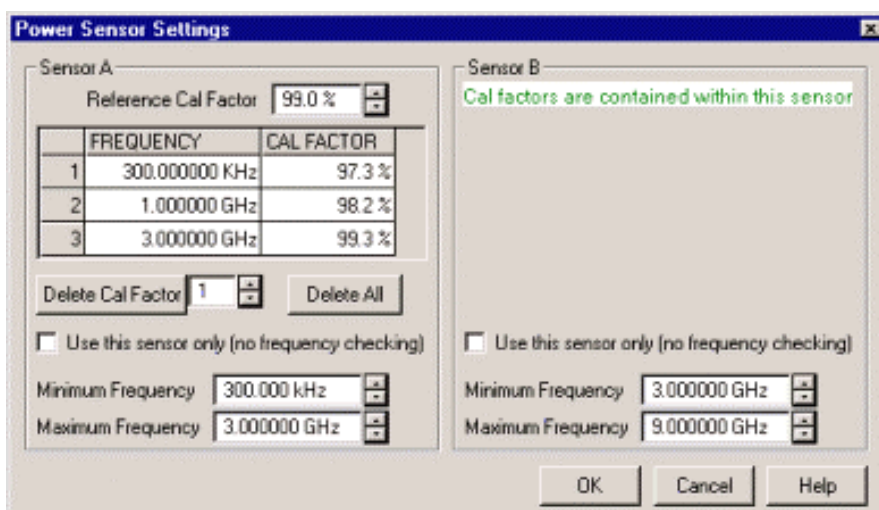 Power Sensor Settings
Sensor A
Reference Cal Factor 99.0 %
FREQUENCY CAL FACTOR
1 300.000000 KHz 97.3 %
2 1.000000 GHz 98.2 %
3 3.000000 GHz 99.3 %
Delete Cal Factor 1 Delete All
Use this sensor only (no frequency checking)
Minimum Frequency 300.000 kHz
Maximum Frequency 3.000000 GHz
Sensor B
Cal factors are contained within this sensor
Use this sensor only (no frequency checking)
Minimum Frequency 3.000000 GHz
Maximum Frequency 9.000000 GHz
OK Cancel Help